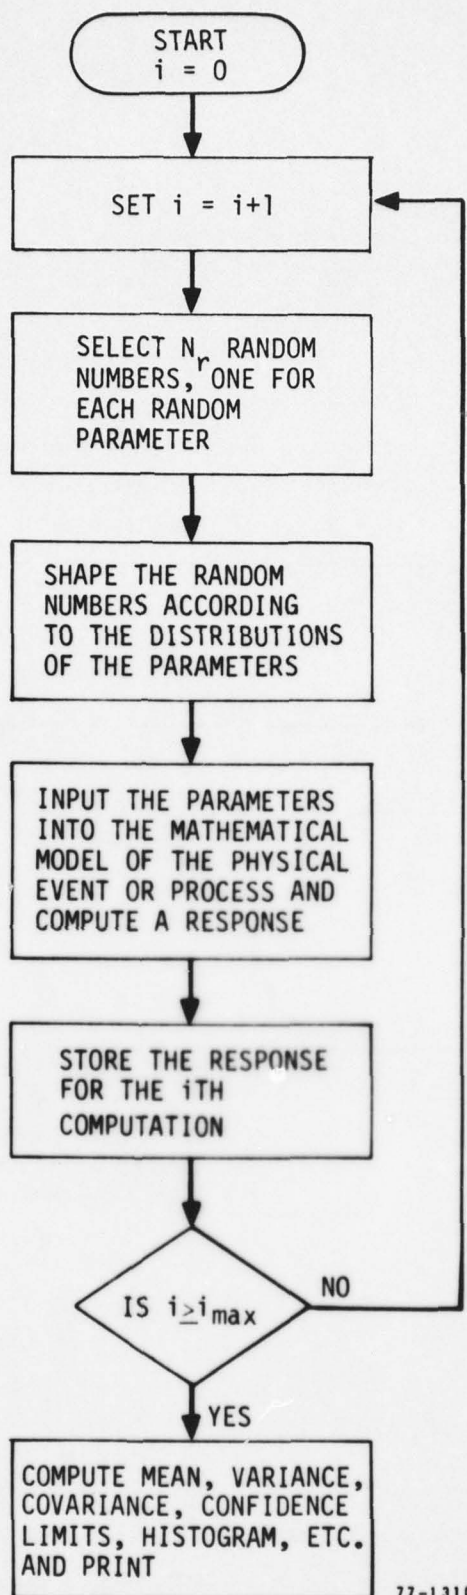 START
i = 0
SET i = i+1
SELECT Nr RANDOM
NUMBERS, ONE FOR
EACH RANDOM
PARAMETER
SHAPE THE RANDOM
NUMBERS ACCORDING
TO THE DISTRIBUTIONS
OF THE PARAMETERS
INPUT THE PARAMETERS
INTO THE MATHEMATICAL
MODEL OF THE PHYSICAL
EVENT OR PROCESS AND
COMPUTE A RESPONSE
STORE THE RESPONSE
FOR THE iTH
COMPUTATION
IS i≥imax
NO
YES
COMPUTE MEAN, VARIANCE,
COVARIANCE, CONFIDENCE
LIMITS, HISTOGRAM, ETC.
AND PRINT